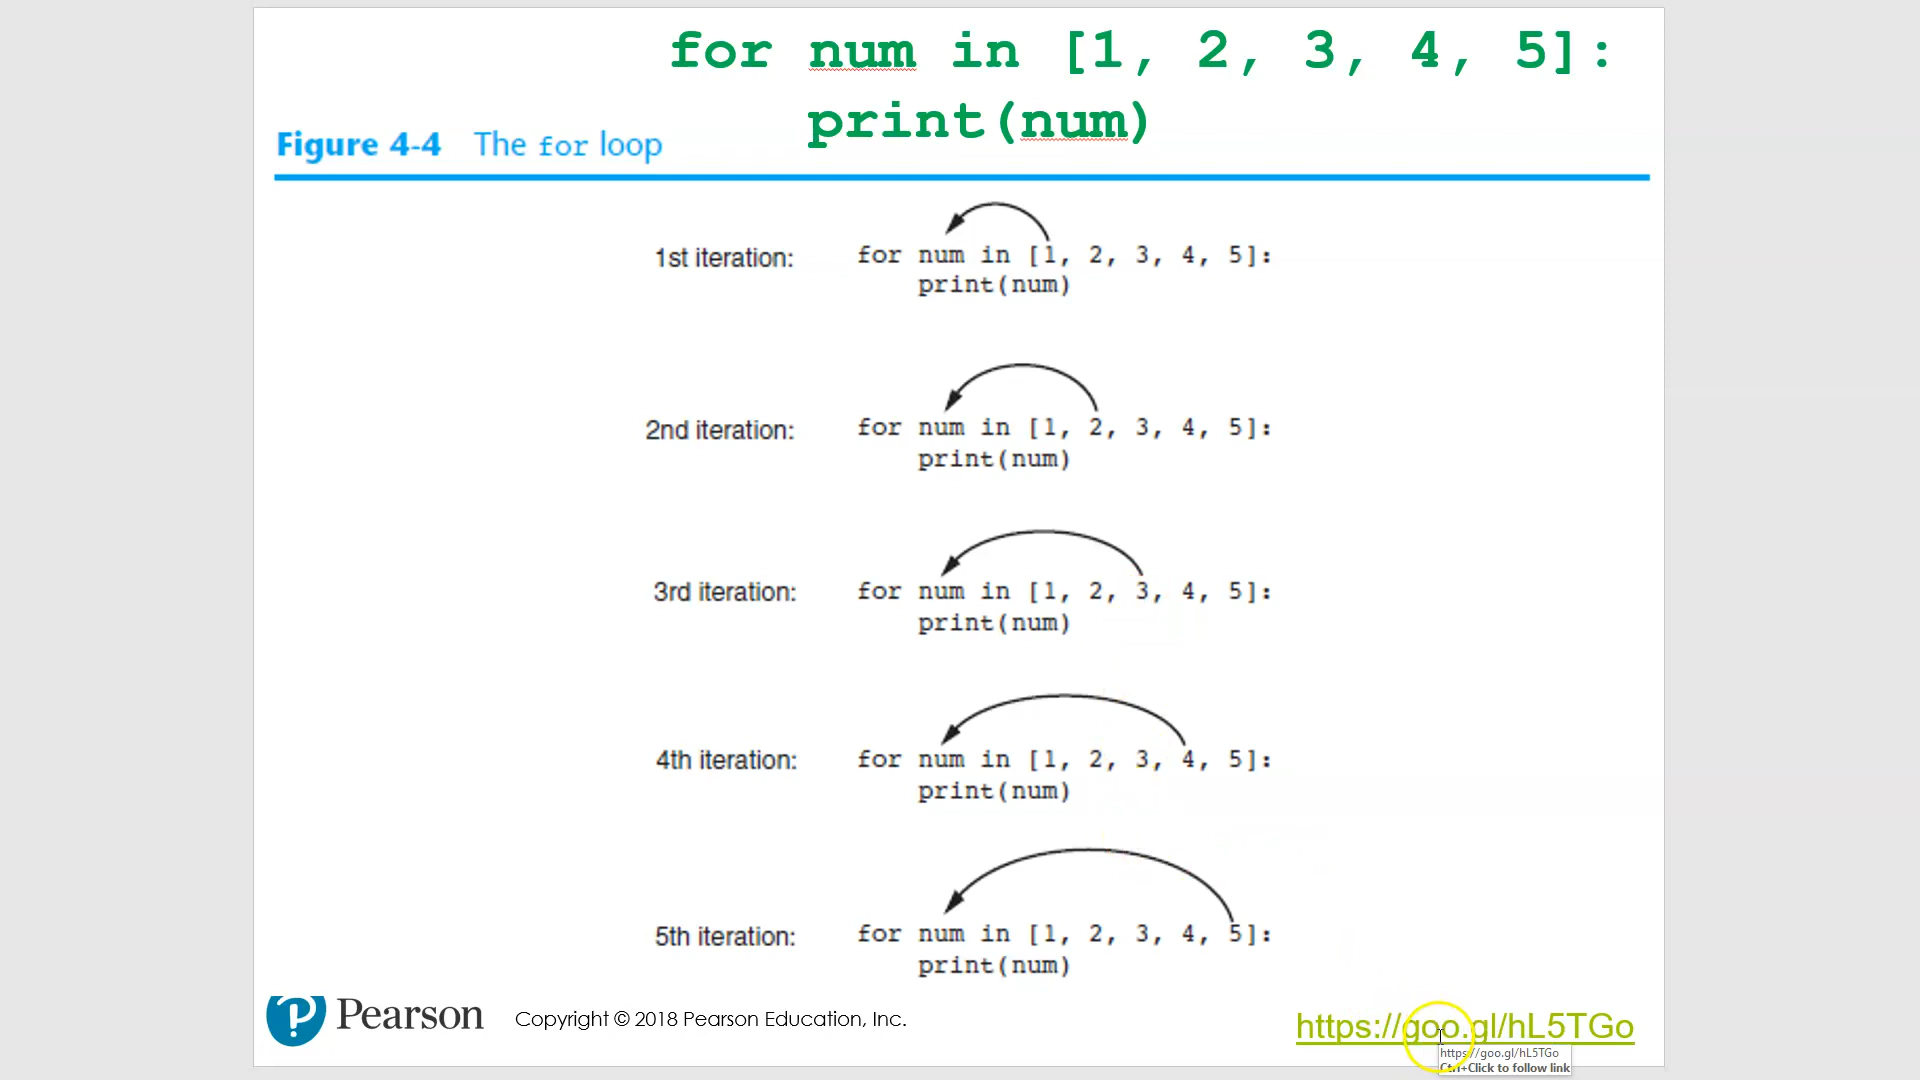 for num in [1, 2, 3, 4, 5]:
print(num)
Figure 4-4 The for loop
1st iteration: for num in [1, 2, 3, 4, 5]:
print(num)
2nd iteration: for num in [1, 2, 3, 4, 5]:
print(num)
3rd iteration: for num in [1, 2, 3, 4, 5]:
print(num)
4th iteration: for num in [1, 2, 3, 4, 5]:
print(num)
5th iteration: for num in [1, 2, 3, 4, 5]:
print(num)
Pearson Copyright © 2018 Pearson Education, Inc. https://goo.gl/hL5TGo
https://goo.gl/hL5TGo
Ctrl+Click to follow link